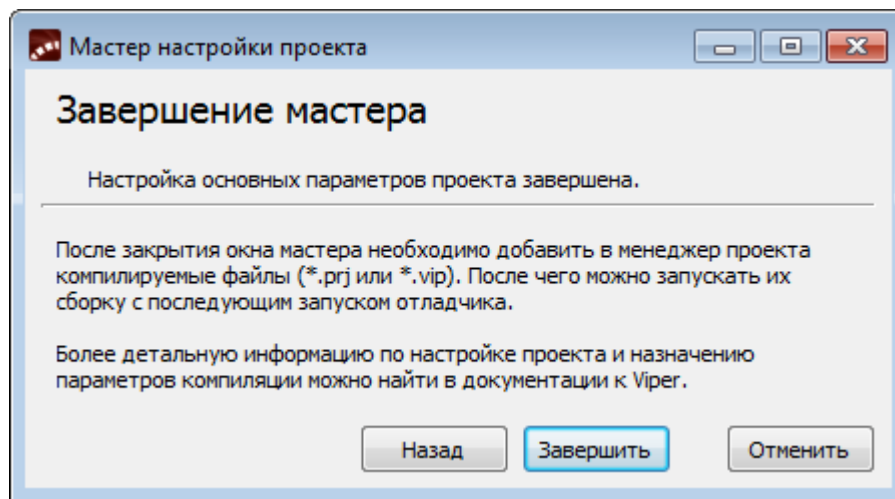 Мастер настройки проекта
Завершение мастера
Настройка основных параметров проекта завершена.
После закрытия окна мастера необходимо добавить в менеджер проекта
компилируемые файлы (*.prj или *.vip). После чего можно запускать их
сборку с последующим запуском отладчика.
Более детальную информацию по настройке проекта и назначению
параметров компиляции можно найти в документации к Viper.
Назад
Завершить
Отменить